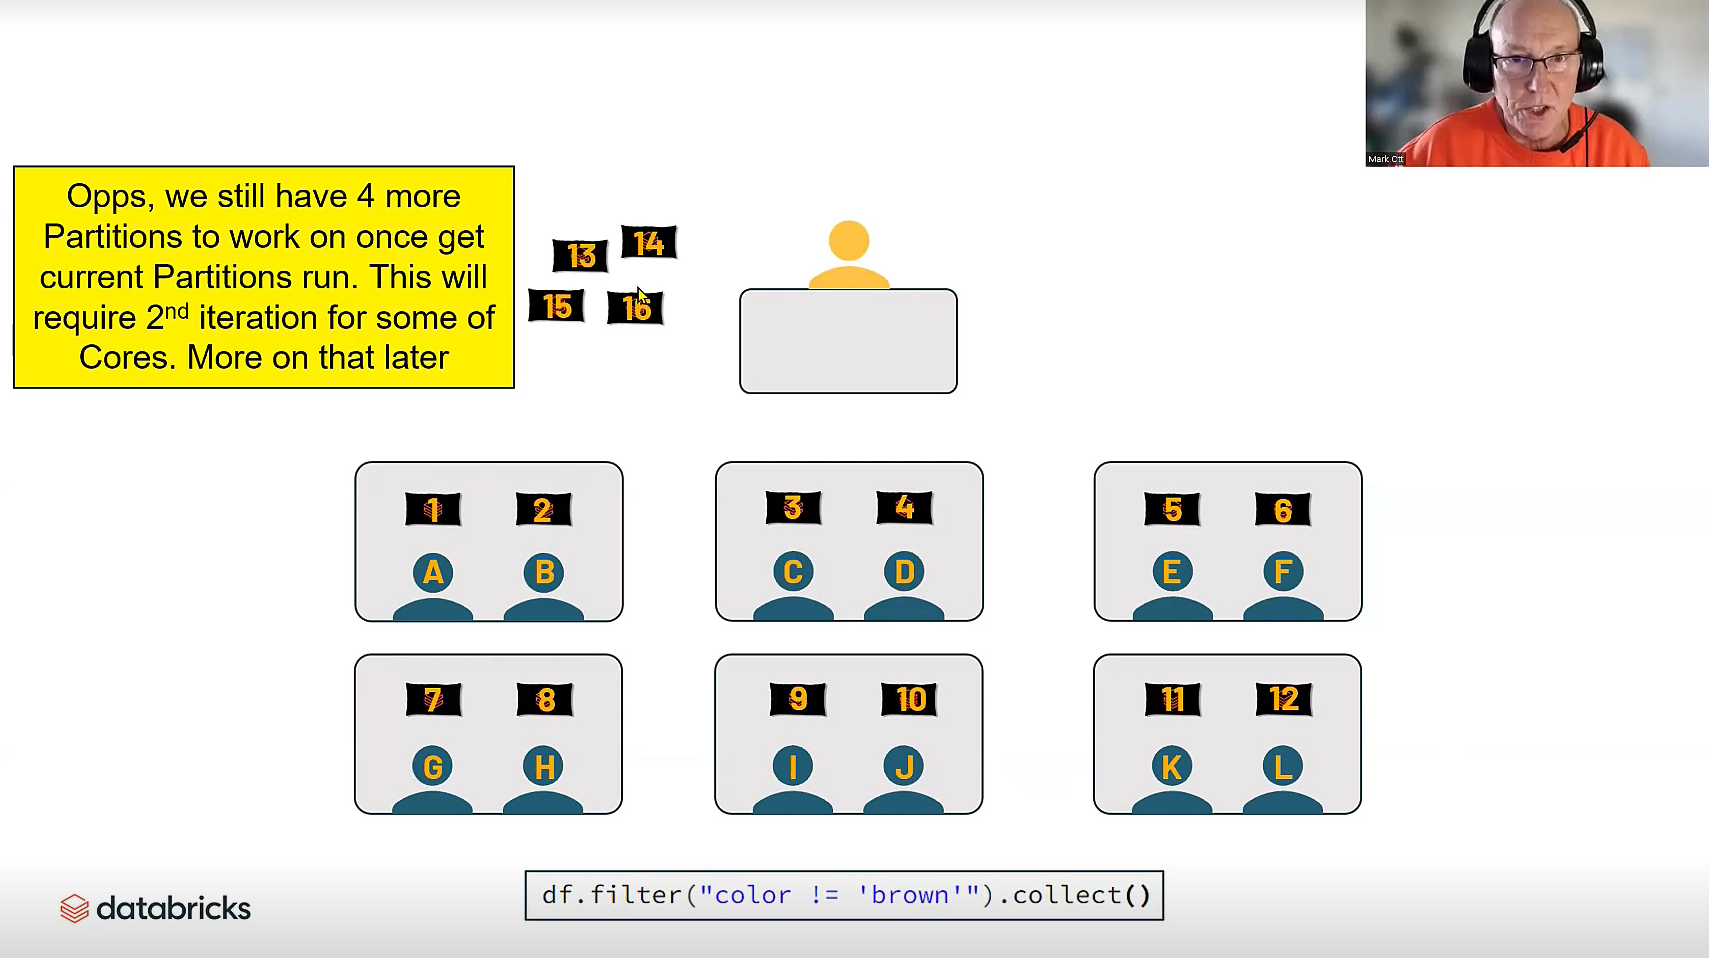 Mark Ott
Opps, we still have 4 more
Partitions to work on once get
current Partitions run. This will
require 2nd iteration for some of
Cores. More on that later
13 14
15 16
1 2 3 4 5 6
A B C D E F
7 8 9 10 11 12
G H I J K L
databricks
df.filter("color != 'brown'").collect()